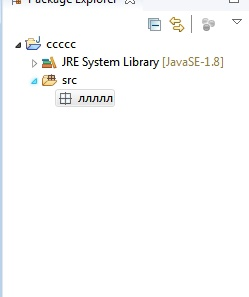 Package Explorer
ccccc
JRE System Library [JavaSE-1.8]
src
ллллл